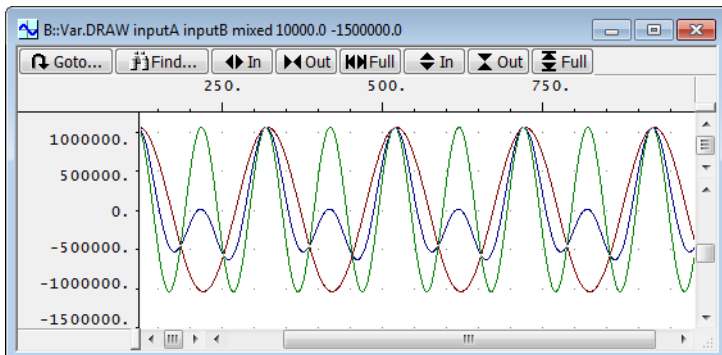 B::Var.DRAW inputA inputB mixed 10000.0 -1500000.0
Goto... Find... In Out Full In Out Full
250. 500. 750.
1000000.
500000.
0.
-500000.
-1000000.
-1500000.